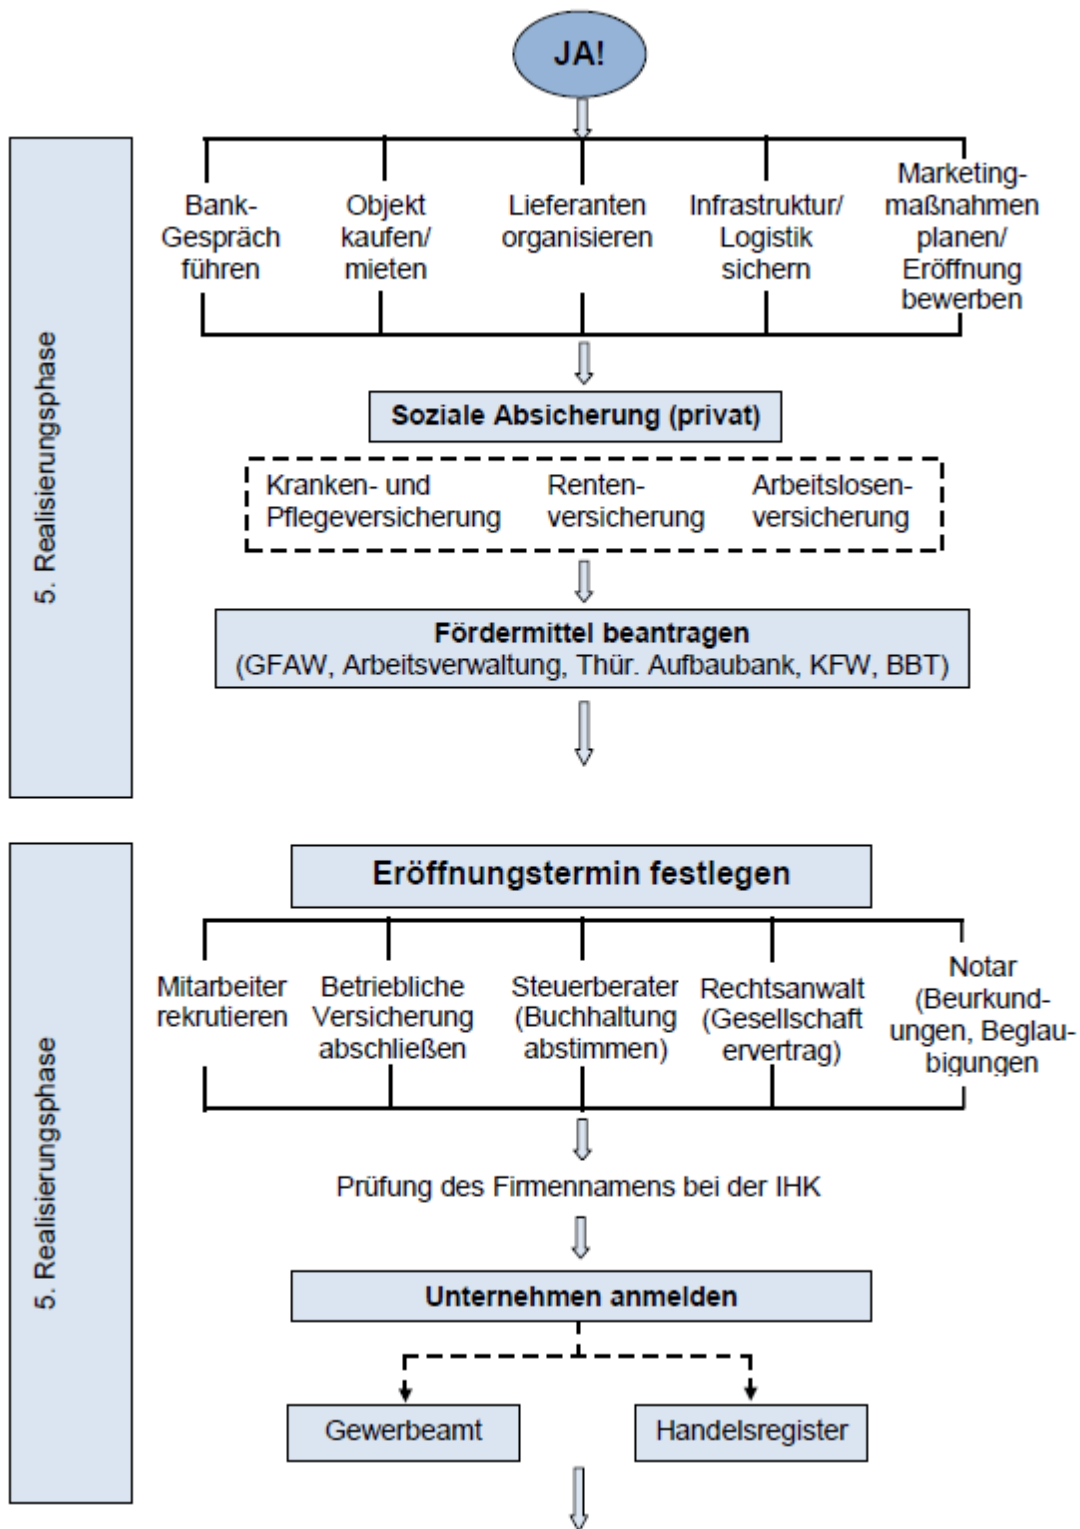 JA!
5. Realisierungsphase
Bank-
Gespräch
führen
Objekt
kaufen/
mieten
Lieferanten
organisieren
Infrastruktur/
Logistik
sichern
Marketing-
maßnahmen
planen/
Eröffnung
bewerben
Soziale Absicherung (privat)
Kranken- und
Pflegeversicherung
Renten-
versicherung
Arbeitslosen-
versicherung
Fördermittel beantragen
(GFAW, Arbeitsverwaltung, Thür. Aufbaubank, KFW, BBT)
5. Realisierungsphase
Eröffnungstermin festlegen
Mitarbeiter
rekrutieren
Betriebliche
Versicherung
abschließen
Steuerberater
(Buchhaltung
abstimmen)
Rechtsanwalt
(Gesellschaft
ervertrag)
Notar
(Beurkund-
ungen, Beglau-
bigungen
Prüfung des Firmennamens bei der IHK
Unternehmen anmelden
Gewerbeamt
Handelsregister